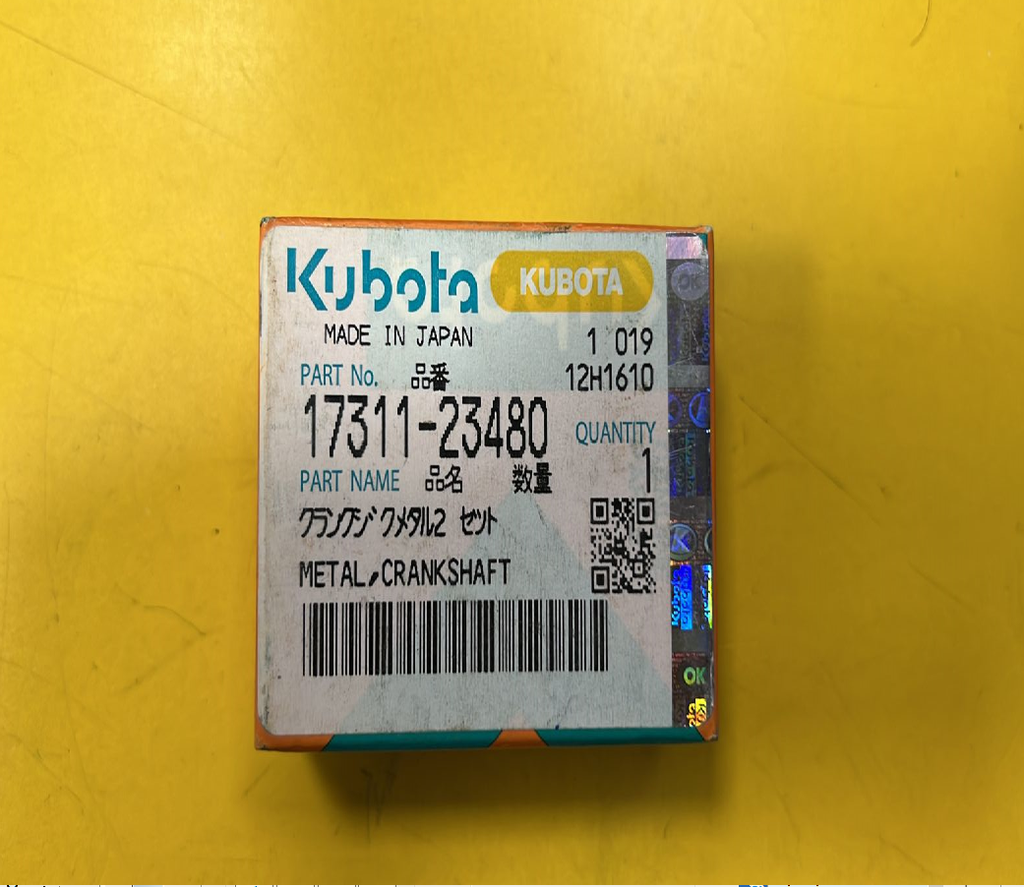 Kubota KUBOTA
MADE IN JAPAN 1 019
PART No. 品番 12H1610
17311-23480 QUANTITY
PART NAME 品名 数量 1
クランクジクメタル2 セット
METAL,CRANKSHAFT
OK
Kubota
OK